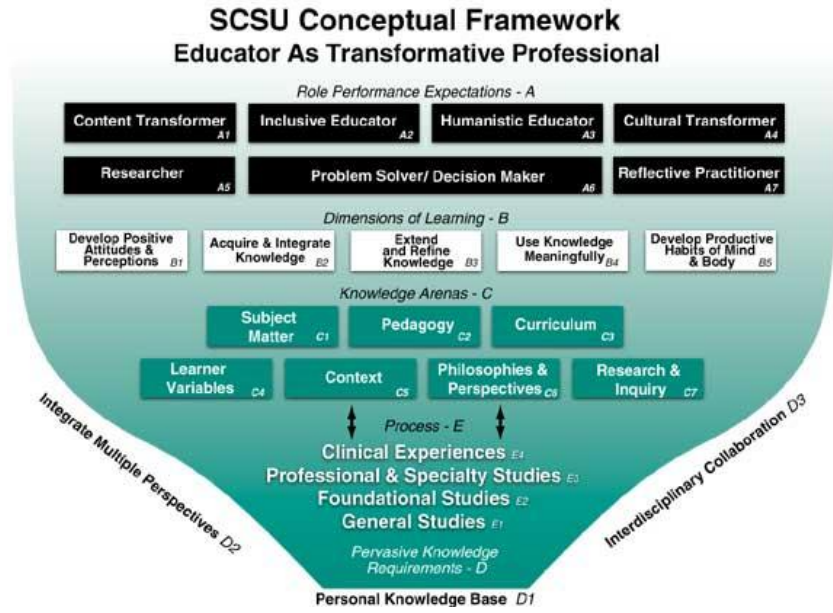 SCSU Conceptual Framework
Educator As Transformative Professional
Role Performance Expectations - A
Content Transformer A1
Inclusive Educator A2
Humanistic Educator A3
Cultural Transformer A4
Researcher A5
Problem Solver/ Decision Maker A6
Reflective Practitioner A7
Dimensions of Learning - B
Develop Positive
Attitudes &
Perceptions B1
Acquire & Integrate
Knowledge B2
Extend
and Refine
Knowledge B3
Use Knowledge
Meaningfully B4
Develop Productive
Habits of Mind
& Body B5
Knowledge Arenas - C
Subject
Matter C1
Pedagogy C2
Curriculum C3
Learner
Variables C4
Context C5
Philosophies &
Perspectives C6
Research &
Inquiry C7
Process - E
Clinical Experiences E4
Professional & Specialty Studies E3
Foundational Studies E2
General Studies E1
Integrate Multiple Perspectives D2
Interdisciplinary Collaboration D3
Pervasive Knowledge
Requirements - D
Personal Knowledge Base D1